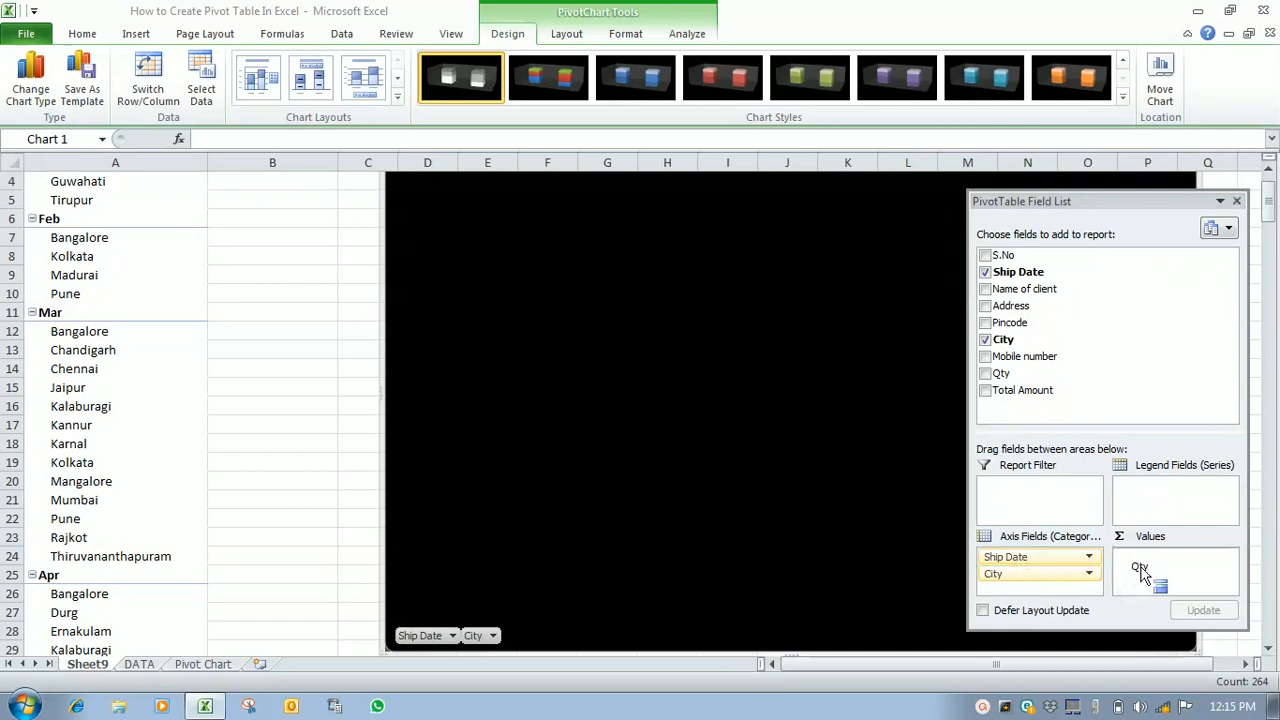 How to Create Pivot Table In Excel - Microsoft Excel
PivotChart Tools
File Home Insert Page Layout Formulas Data Review View Design Layout Format Analyze
Change Chart Type
Save As Template
Switch Row/Column
Select Data
Move Chart
Type
Data
Chart Layouts
Chart Styles
Location
Chart 1
fx
A B C D E F G H I J K L M N O P Q
4 Guwahati
5 Tirupur
6 Feb
7 Bangalore
8 Kolkata
9 Madurai
10 Pune
11 Mar
12 Bangalore
13 Chandigarh
14 Chennai
15 Jaipur
16 Kalaburagi
17 Kannur
18 Karnal
19 Kolkata
20 Mangalore
21 Mumbai
22 Pune
23 Rajkot
24 Thiruvananthapuram
25 Apr
26 Bangalore
27 Durg
28 Ernakulam
29 Kalaburagi
Ship Date City
PivotTable Field List
Choose fields to add to report:
S.No
Ship Date
Name of client
Address
Pincode
City
Mobile number
Qty
Total Amount
Drag fields between areas below:
Report Filter
Legend Fields (Series)
Axis Fields (Categor...
Σ Values
Ship Date
City
Qty
Defer Layout Update
Update
Sheet9 DATA Pivot Chart
Count: 264
12:15 PM